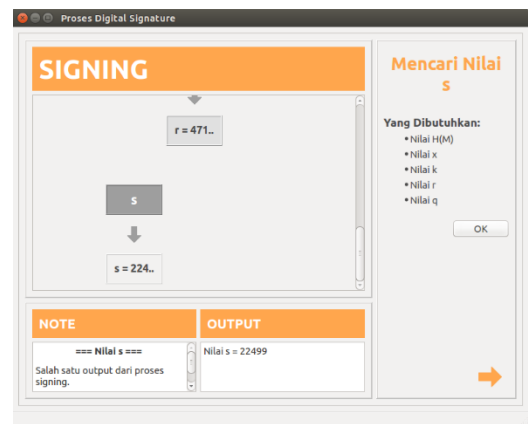 Proses Digital Signature
SIGNING
r = 471..
s
s = 224..
NOTE
=== Nilai s ===
Salah satu output dari proses
signing.
OUTPUT
Nilai s = 22499
Mencari Nilai
s
Yang Dibutuhkan:
• Nilai H(M)
• Nilai x
• Nilai k
• Nilai r
• Nilai q
OK